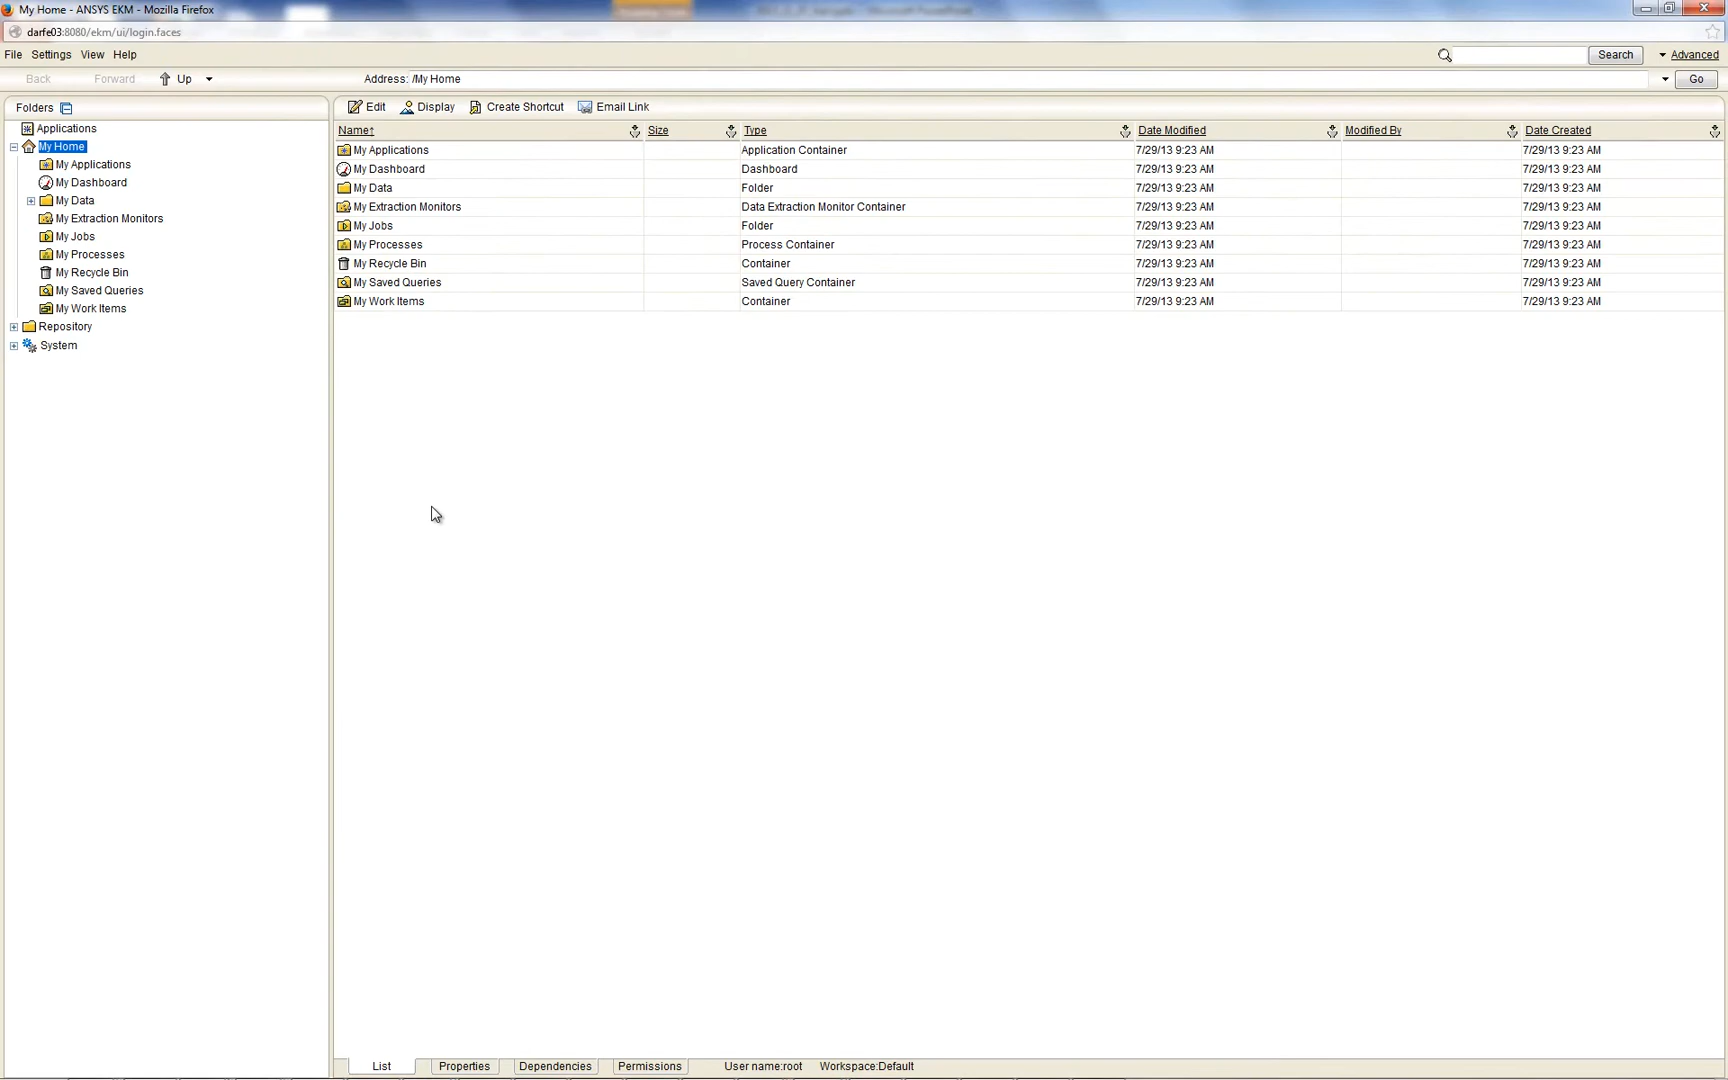 My Home - ANSYS EKM - Mozilla Firefox
darfe03:8080/ekm/ui/login.faces
File Settings View Help Search Advanced
Back Forward Up Address: /My Home Go
Folders Edit Display Create Shortcut Email Link
Name↑ Size Type Date Modified Modified By Date Created
Applications
My Home
My Applications
My Dashboard
My Data
My Extraction Monitors
My Jobs
My Processes
My Recycle Bin
My Saved Queries
My Work Items
Repository
System
My Applications Application Container 7/29/13 9:23 AM 7/29/13 9:23 AM
My Dashboard Dashboard 7/29/13 9:23 AM 7/29/13 9:23 AM
My Data Folder 7/29/13 9:23 AM 7/29/13 9:23 AM
My Extraction Monitors Data Extraction Monitor Container 7/29/13 9:23 AM 7/29/13 9:23 AM
My Jobs Folder 7/29/13 9:23 AM 7/29/13 9:23 AM
My Processes Process Container 7/29/13 9:23 AM 7/29/13 9:23 AM
My Recycle Bin Container 7/29/13 9:23 AM 7/29/13 9:23 AM
My Saved Queries Saved Query Container 7/29/13 9:23 AM 7/29/13 9:23 AM
My Work Items Container 7/29/13 9:23 AM 7/29/13 9:23 AM
List Properties Dependencies Permissions User name:root Workspace:Default